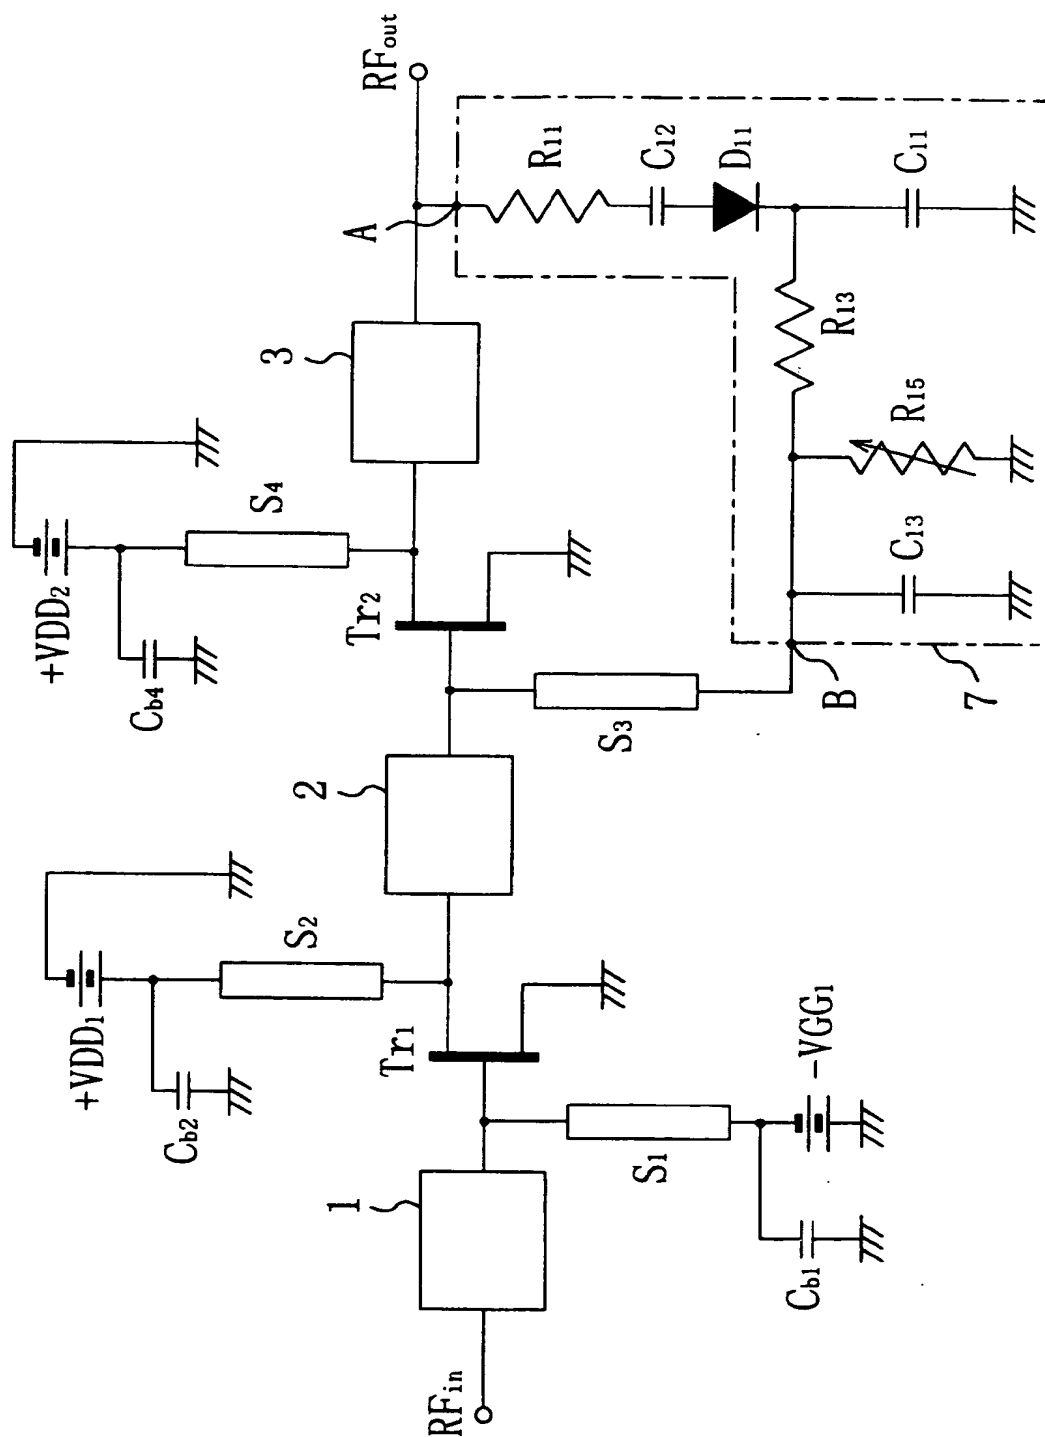 RFin
1
Cb1
S1
-VGG1
Tr1
Cb2
+VDD1
S2
2
S3
Tr2
Cb4
+VDD2
S4
3
A
RFout
R11
C12
D11
C11
R13
R15
C13
B
7